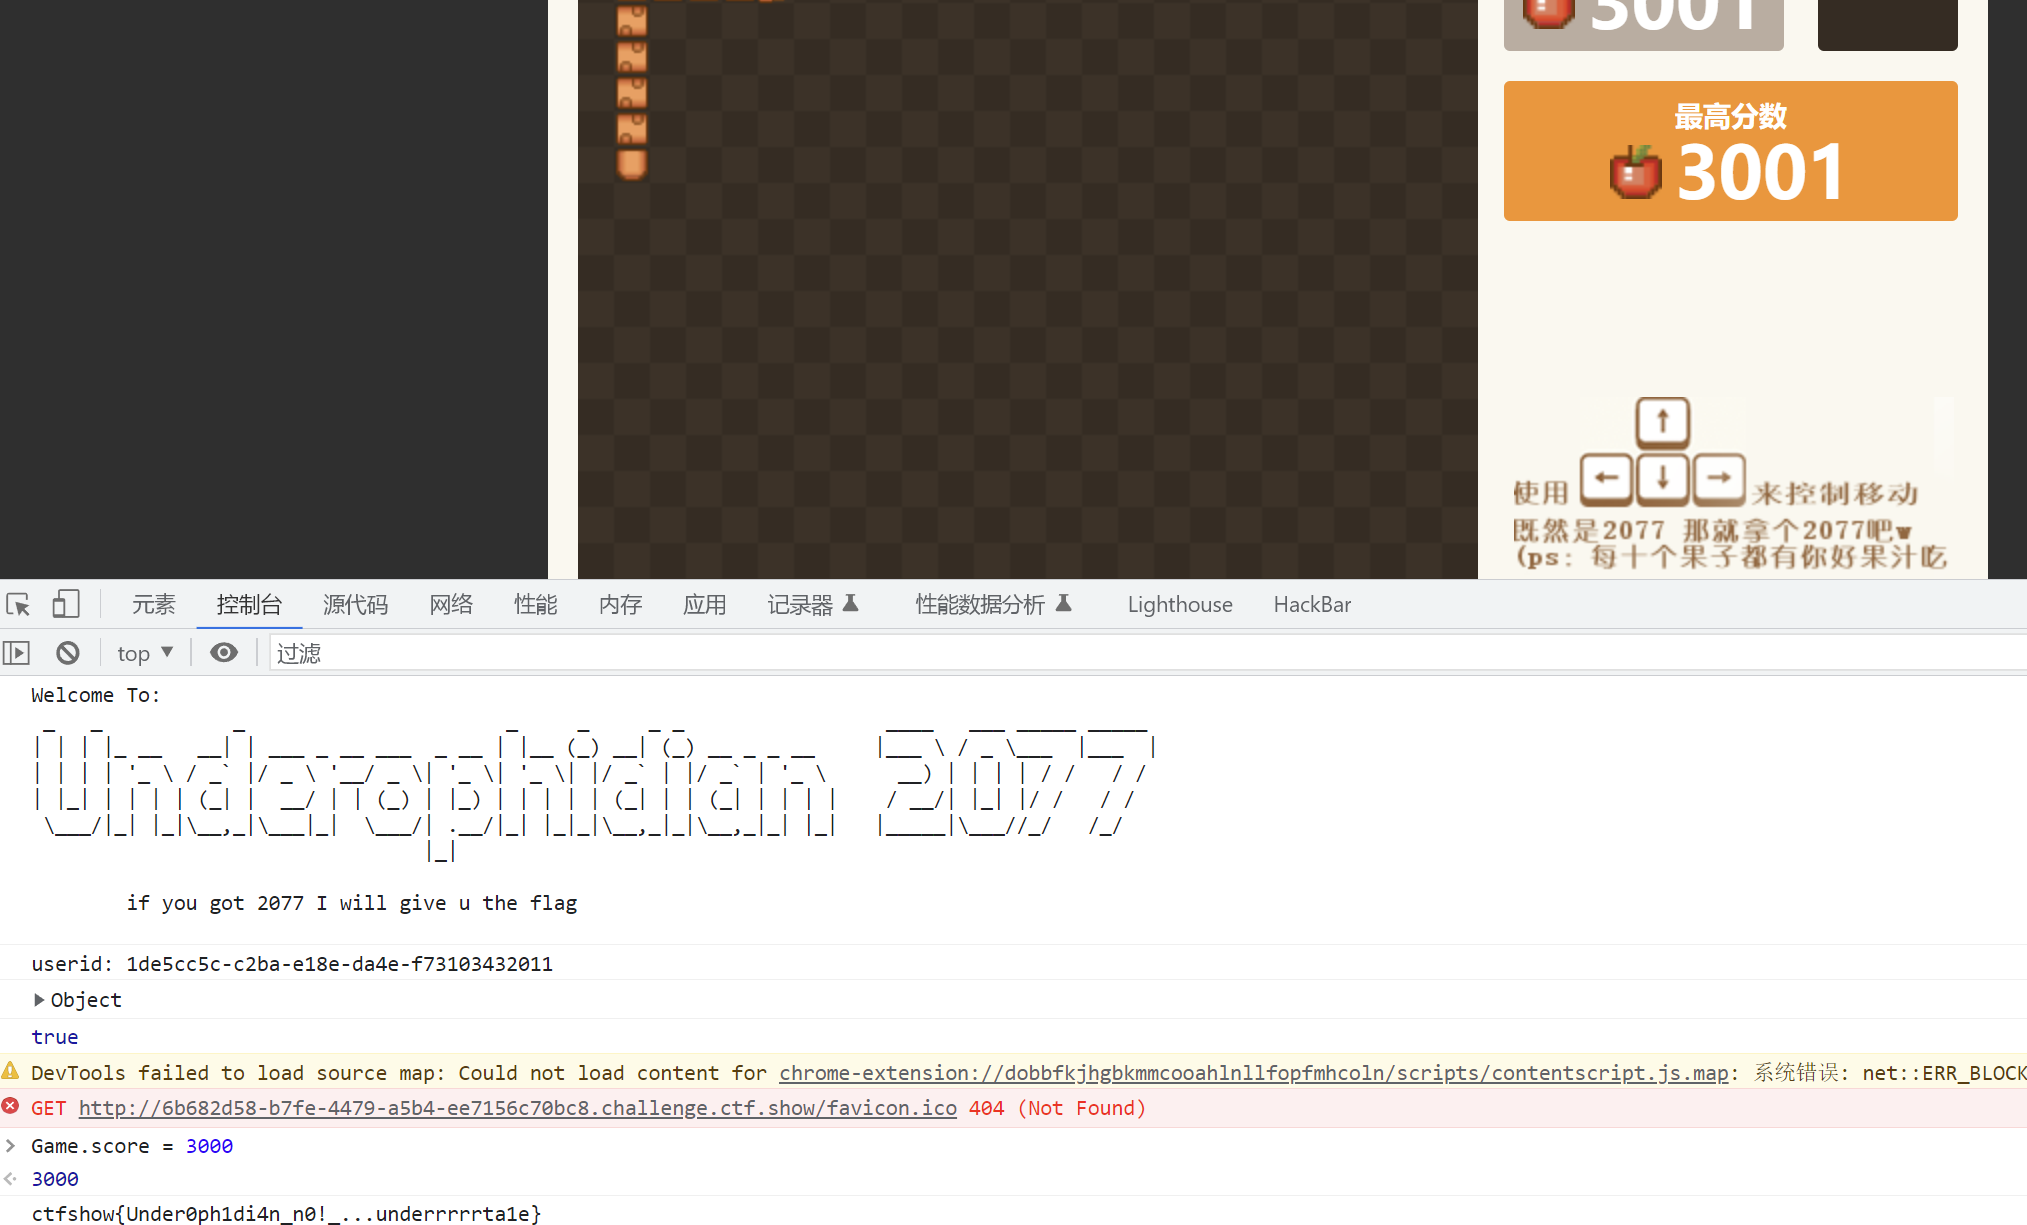 3001
最高分数
3001
↑
← ↓ →
使用 来控制移动
既然是2077 那就拿个2077吧w
(ps: 每十个果子都有你好果汁吃
元素 控制台 源代码 网络 性能 内存 应用 记录器 性能数据分析 Lighthouse HackBar
top 过滤
Welcome To:
Underophidian 2077
if you got 2077 I will give u the flag
userid: 1de5cc5c-c2ba-e18e-da4e-f73103432011
Object
true
DevTools failed to load source map: Could not load content for chrome-extension://dobbfkjhgbkmmcooahlnllfopfmhcoln/scripts/contentscript.js.map: 系统错误: net::ERR_BLOCK
GET http://6b682d58-b7fe-4479-a5b4-ee7156c70bc8.challenge.ctf.show/favicon.ico 404 (Not Found)
Game.score = 3000
3000
ctfshow{Under0ph1di4n_n0!_...underrrrrta1e}